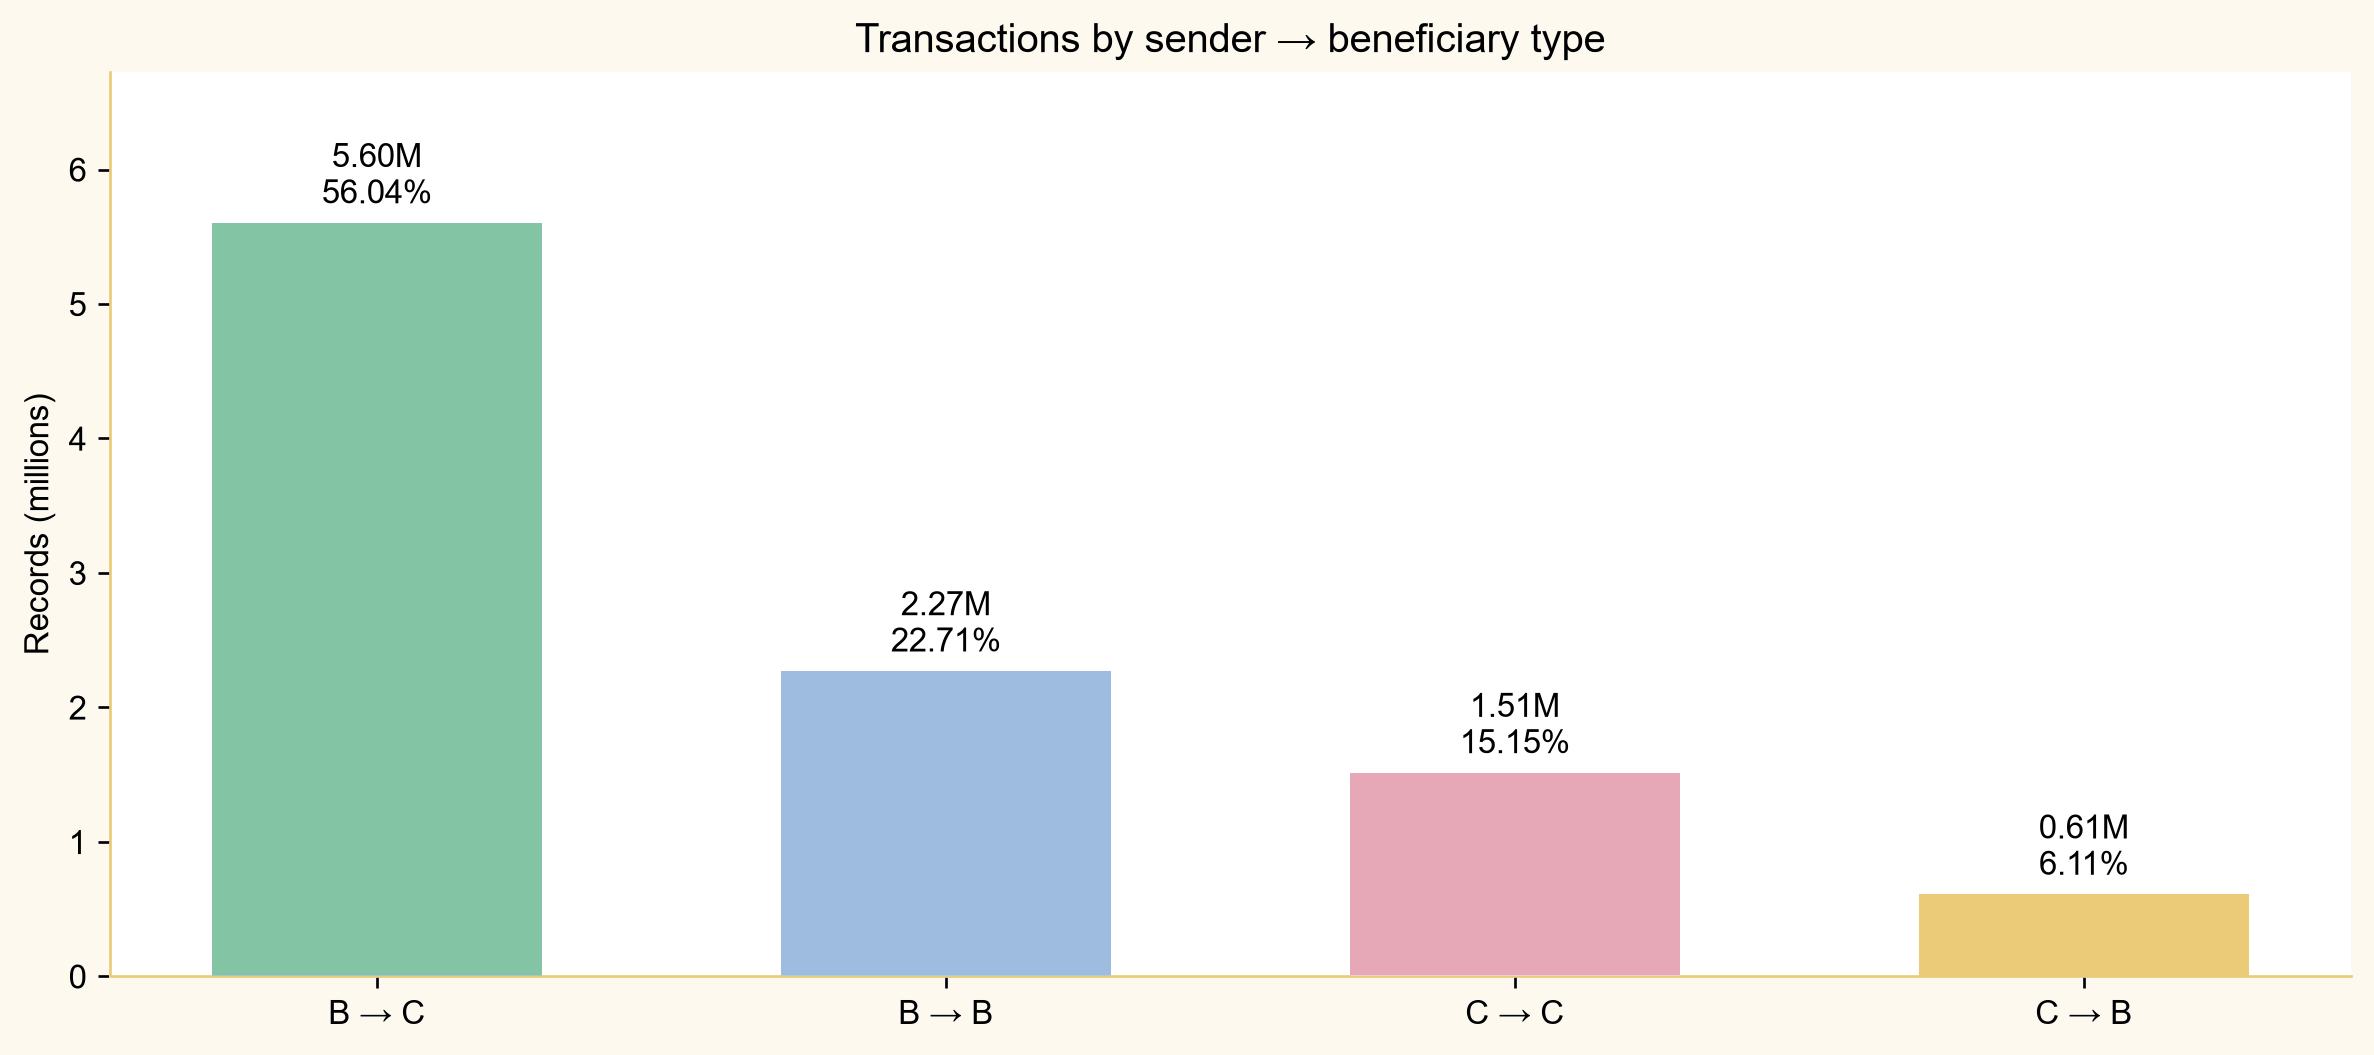 Transactions by sender → beneficiary type
Records (millions)
6
5
4
3
2
1
0
5.60M
56.04%
2.27M
22.71%
1.51M
15.15%
0.61M
6.11%
B → C
B → B
C → C
C → B